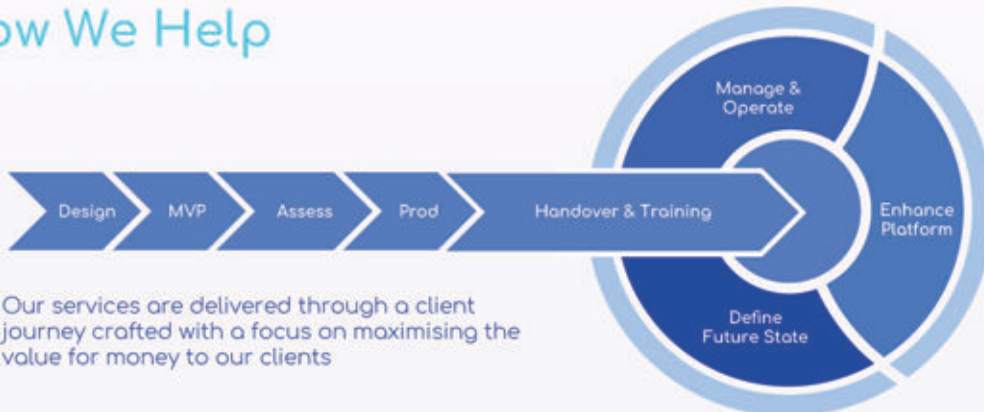 ow We Help
Manage &
Operate
Design
MVP
Assess
Prod
Handover & Training
Enhance
Platform
Our services are delivered through a client
journey crafted with a focus on maximising the
value for money to our clients
Define
Future State